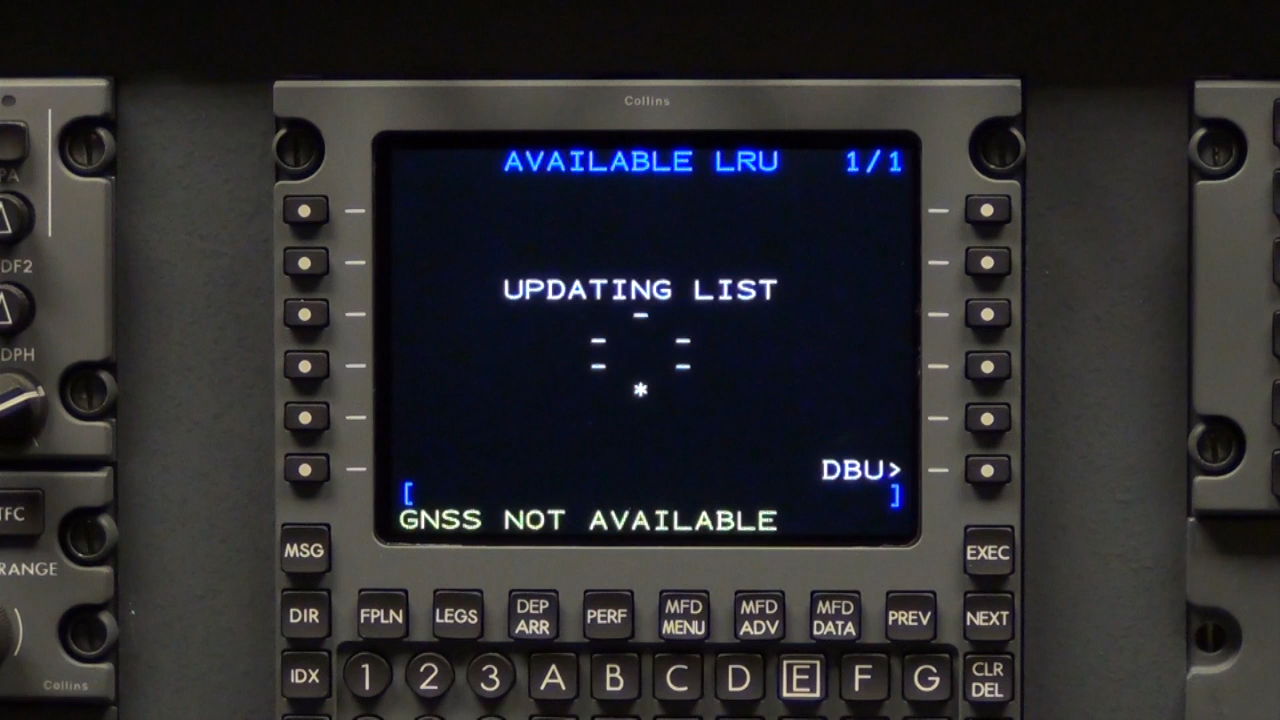 Collins
AVAILABLE LRU 1/1
UPDATING LIST
*
DBU>
[ ]
GNSS NOT AVAILABLE
MSG
EXEC
DIR
FPLN
LEGS
DEP
ARR
PERF
MFD
MENU
MFD
ADV
MFD
DATA
PREV
NEXT
IDX
1 2 3 A B C D E F G
CLR
DEL
DF2
DPH
TFC
RANGE
Collins